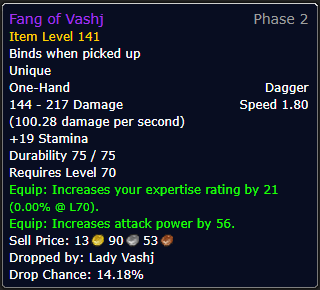 Fang of Vashj Phase 2
Item Level 141
Binds when picked up
Unique
One-Hand Dagger
144 - 217 Damage Speed 1.80
(100.28 damage per second)
+19 Stamina
Durability 75 / 75
Requires Level 70
Equip: Increases your expertise rating by 21
(0.00% @ L70).
Equip: Increases attack power by 56.
Sell Price: 13 90 53
Dropped by: Lady Vashj
Drop Chance: 14.18%